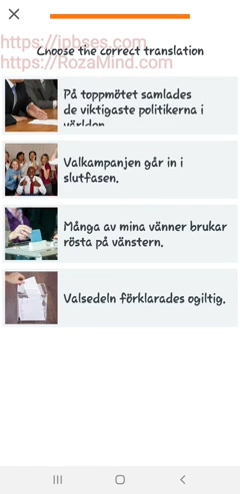 https://jobses.com
Choose the correct translation
https://RozaMind.com
På toppmötet samlades
de viktigaste politikerna i
världen
Valkampanjen går in i
slutfasen.
Många av mina vänner brukar
rösta på vänstern.
Valsedeln förklarades ogiltig.